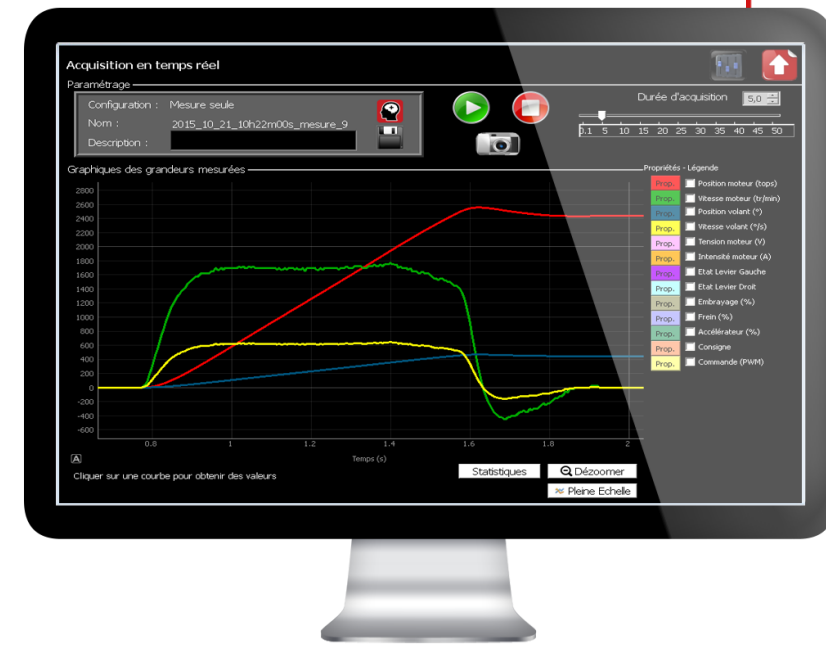 Acquisition en temps réel
Paramétrage
Configuration : Mesure seule
Nom : 2015_10_21_10h22m00s_mesure_9
Description :
Durée d'acquisition 5,0
0.1 5 10 15 20 25 30 35 40 45 50
Graphiques des grandeurs mesurées
Propriétés - Légende
Prop. Position moteur (tops)
Prop. Vitesse moteur (tr/min)
Prop. Position volant (°)
Prop. Vitesse volant (°/s)
Prop. Tension moteur (V)
Prop. Intensité moteur (A)
Prop. Etat Levier Gauche
Prop. Etat Levier Droit
Prop. Embrayage (%)
Prop. Frein (%)
Prop. Accélérateur (%)
Prop. Consigne
Prop. Commande (PWM)
2800
2600
2400
2200
2000
1800
1600
1400
1200
1000
800
600
400
200
0
-200
-400
-600
0.8 1 1.2 1.4 1.6 1.8 2
Temps (s)
A
Cliquer sur une courbe pour obtenir des valeurs
Statistiques
Dézoomer
Pleine Echelle